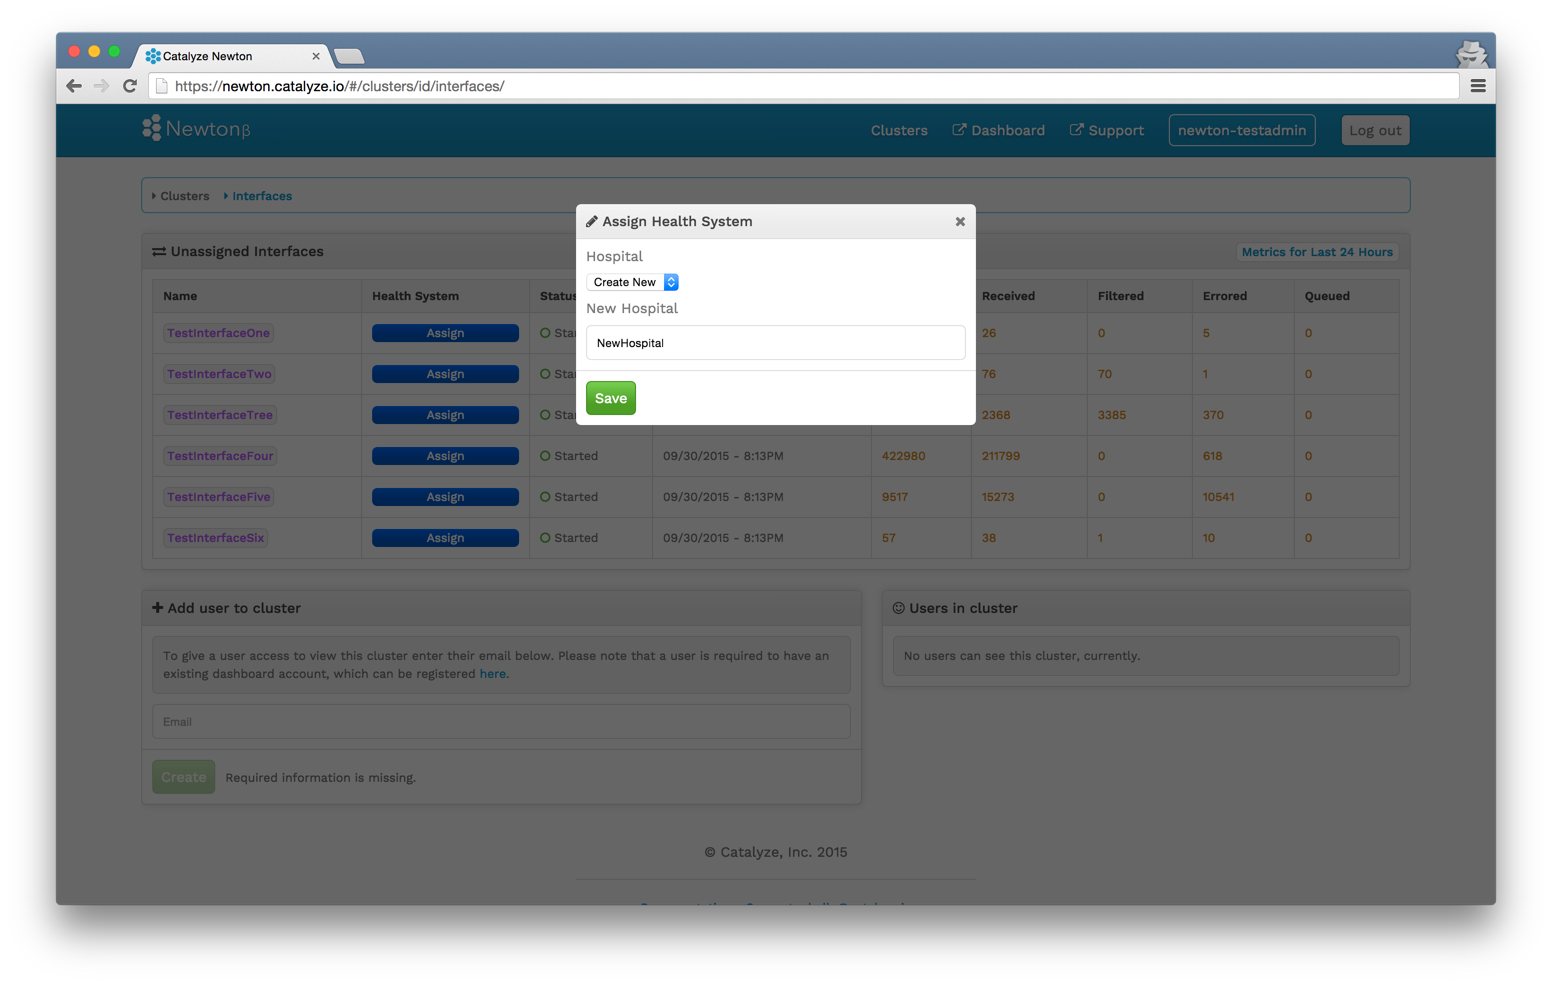 Catalyze Newton
https://newton.catalyze.io/#/clusters/id/interfaces/
Newtonβ
Clusters Dashboard Support newton-testadmin Log out
Clusters Interfaces
Assign Health System
Hospital
Create New
New Hospital
NewHospital
Save
Unassigned Interfaces Metrics for Last 24 Hours
Name Health System Status Received Filtered Errored Queued
TestInterfaceOne Assign 26 0 5 0
TestInterfaceTwo Assign 76 70 1 0
TestInterfaceTree Assign 2368 3385 370 0
TestInterfaceFour Assign Started 09/30/2015 - 8:13PM 422980 211799 0 618 0
TestInterfaceFive Assign Started 09/30/2015 - 8:13PM 9517 15273 0 10541 0
TestInterfaceSix Assign Started 09/30/2015 - 8:13PM 57 38 1 10 0
Add user to cluster
To give a user access to view this cluster enter their email below. Please note that a user is required to have an
existing dashboard account, which can be registered here.
Email
Create Required information is missing.
Users in cluster
No users can see this cluster, currently.
© Catalyze, Inc. 2015